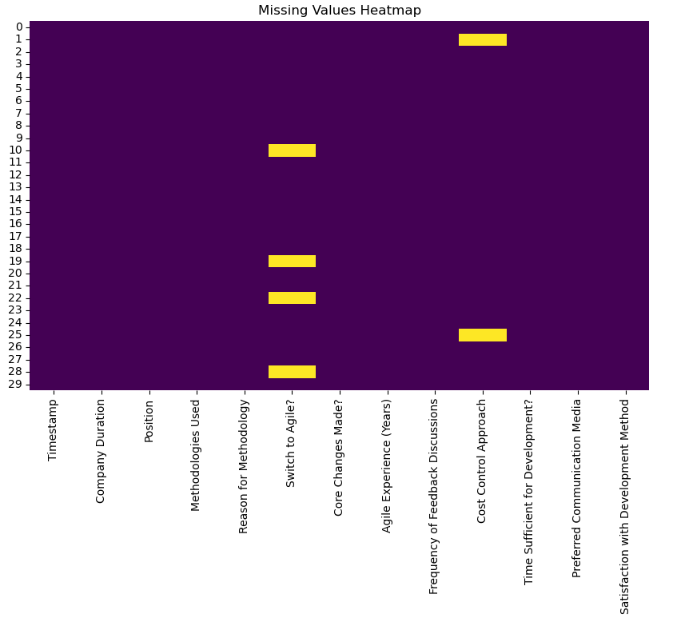 Missing Values Heatmap
0
1
2
3
4
5
6
7
8
9
10
11
12
13
14
15
16
17
18
19
20
21
22
23
24
25
26
27
28
29
Timestamp
Company Duration
Position
Methodologies Used
Reason for Methodology
Switch to Agile?
Core Changes Made?
Agile Experience (Years)
Frequency of Feedback Discussions
Cost Control Approach
Time Sufficient for Development?
Preferred Communication Media
Satisfaction with Development Method